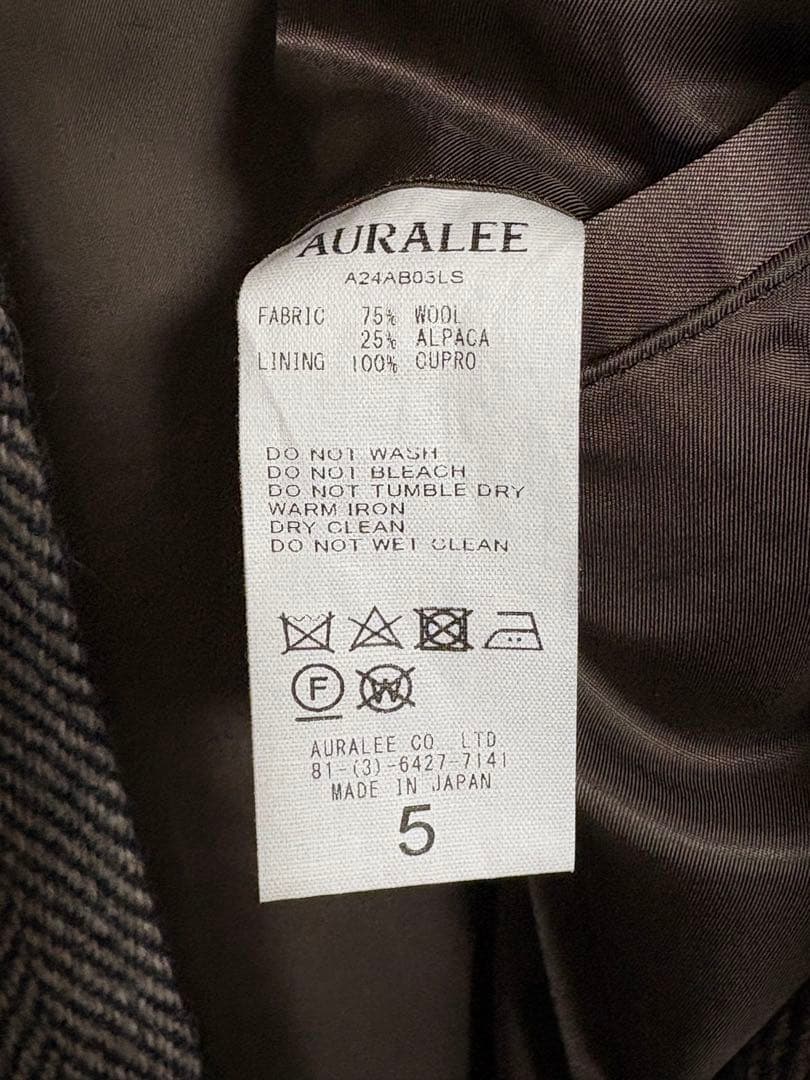 AURALEE
A24AB03LS
FABRIC 75% WOOL
25% ALPACA
LINING 100% CUPRO
DO NOT WASH
DO NOT BLEACH
DO NOT TUMBLE DRY
WARM IRON
DRY CLEAN
DO NOT WET CLEAN
F
W
AURALEE CO LTD
81-(3)-6427-7141
MADE IN JAPAN
5